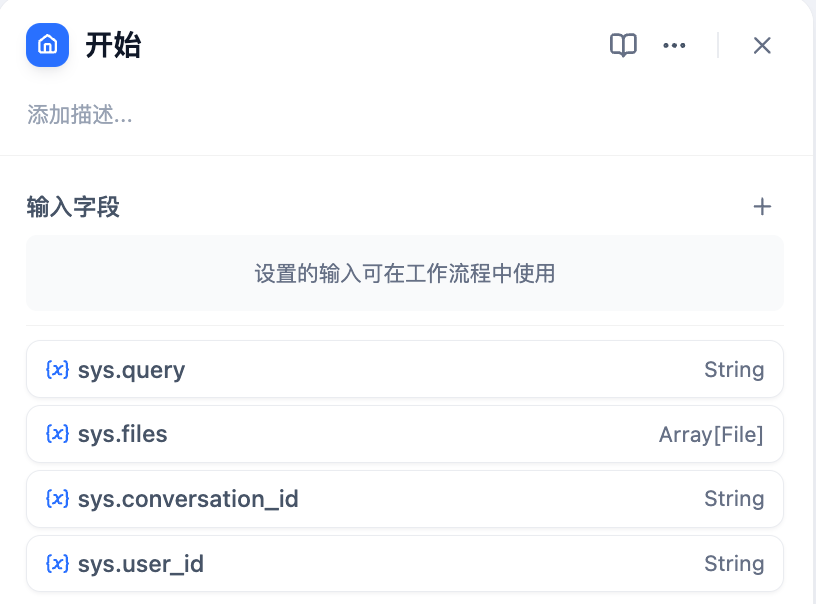 开始
添加描述...
输入字段
设置的输入可在工作流程中使用
{x} sys.query String
{x} sys.files Array[File]
{x} sys.conversation_id String
{x} sys.user_id String